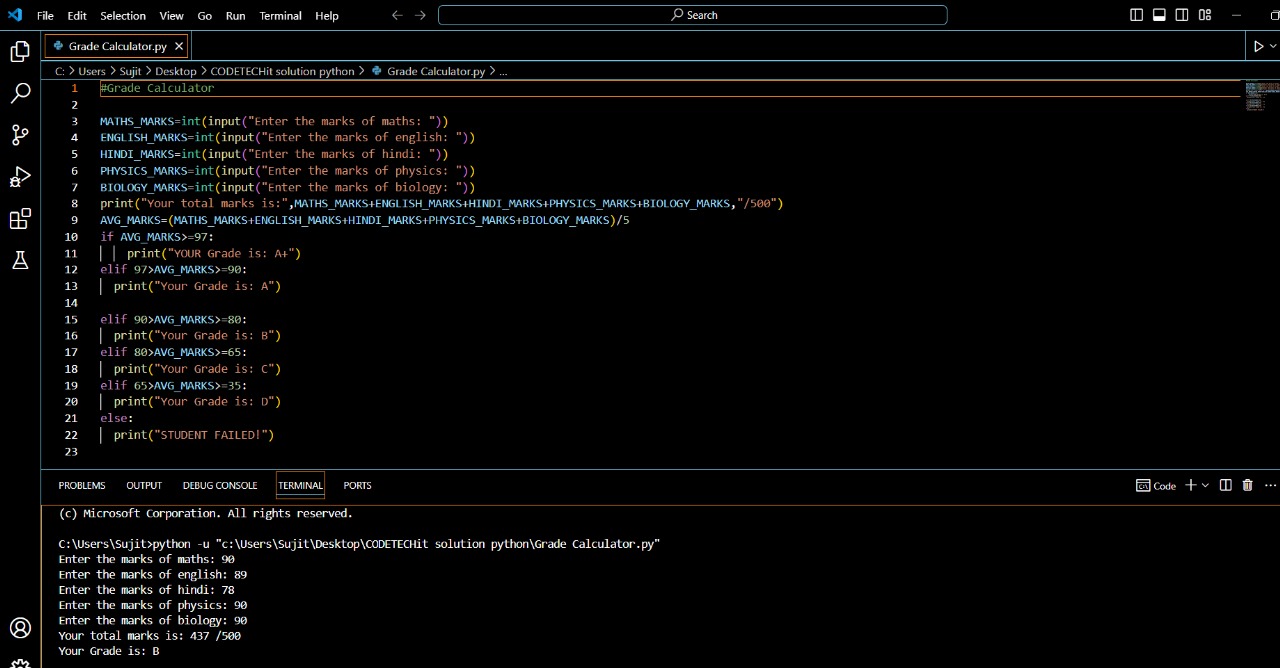 File Edit Selection View Go Run Terminal Help Search
Grade Calculator.py
C: > Users > Sujit > Desktop > CODETECHit solution python > Grade Calculator.py > ...
1 #Grade Calculator
2
3 MATHS_MARKS=int(input("Enter the marks of maths: "))
4 ENGLISH_MARKS=int(input("Enter the marks of english: "))
5 HINDI_MARKS=int(input("Enter the marks of hindi: "))
6 PHYSICS_MARKS=int(input("Enter the marks of physics: "))
7 BIOLOGY_MARKS=int(input("Enter the marks of biology: "))
8 print("Your total marks is:",MATHS_MARKS+ENGLISH_MARKS+HINDI_MARKS+PHYSICS_MARKS+BIOLOGY_MARKS,"/500")
9 AVG_MARKS=(MATHS_MARKS+ENGLISH_MARKS+HINDI_MARKS+PHYSICS_MARKS+BIOLOGY_MARKS)/5
10 if AVG_MARKS>=97:
11 print("YOUR Grade is: A+")
12 elif 97>AVG_MARKS>=90:
13 print("Your Grade is: A")
14
15 elif 90>AVG_MARKS>=80:
16 print("Your Grade is: B")
17 elif 80>AVG_MARKS>=65:
18 print("Your Grade is: C")
19 elif 65>AVG_MARKS>=35:
20 print("Your Grade is: D")
21 else:
22 print("STUDENT FAILED!")
23
PROBLEMS OUTPUT DEBUG CONSOLE TERMINAL PORTS Code
(c) Microsoft Corporation. All rights reserved.
C:\Users\Sujit>python -u "c:\Users\Sujit\Desktop\CODETECHit solution python\Grade Calculator.py"
Enter the marks of maths: 90
Enter the marks of english: 89
Enter the marks of hindi: 78
Enter the marks of physics: 90
Enter the marks of biology: 90
Your total marks is: 437 /500
Your Grade is: B